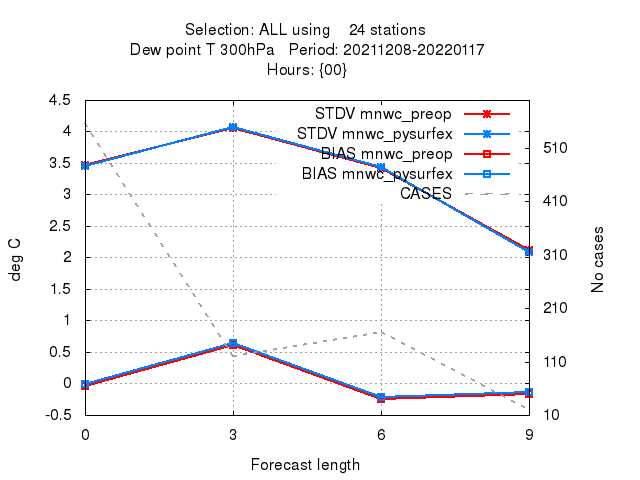 Selection: ALL using    24 stations
Dew point T 300hPa   Period: 20211208-20220117
Hours: {00}
STDV mnwc_preop
STDV mnwc_pysurfex
BIAS mnwc_preop
BIAS mnwc_pysurfex
CASES
4.5
4
3.5
3
2.5
2
1.5
1
0.5
0
-0.5
deg C
510
410
310
210
110
10
No cases
0 3 6 9
Forecast length